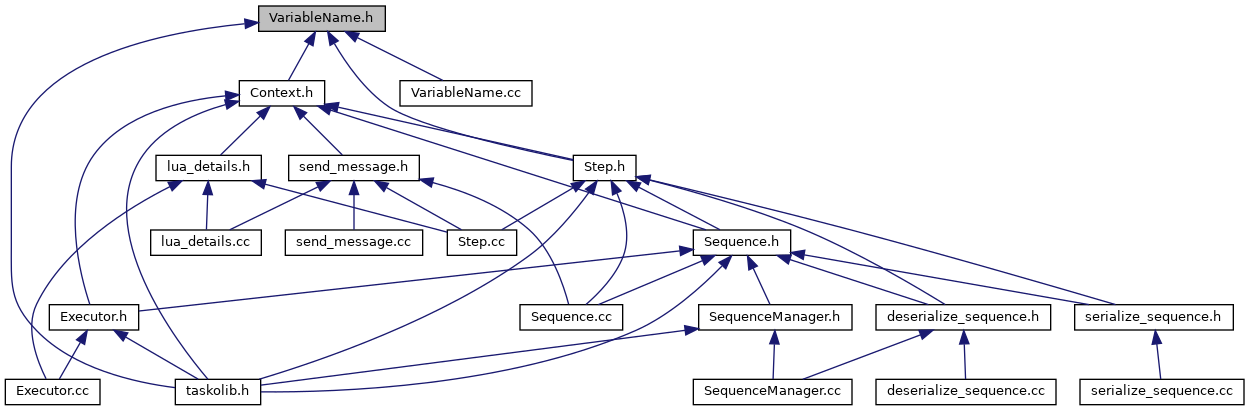 VariableName.h
Context.h
VariableName.cc
lua_details.h
send_message.h
Step.h
lua_details.cc
send_message.cc
Step.cc
Sequence.h
Executor.h
Sequence.cc
SequenceManager.h
deserialize_sequence.h
serialize_sequence.h
Executor.cc
taskolib.h
SequenceManager.cc
deserialize_sequence.cc
serialize_sequence.cc